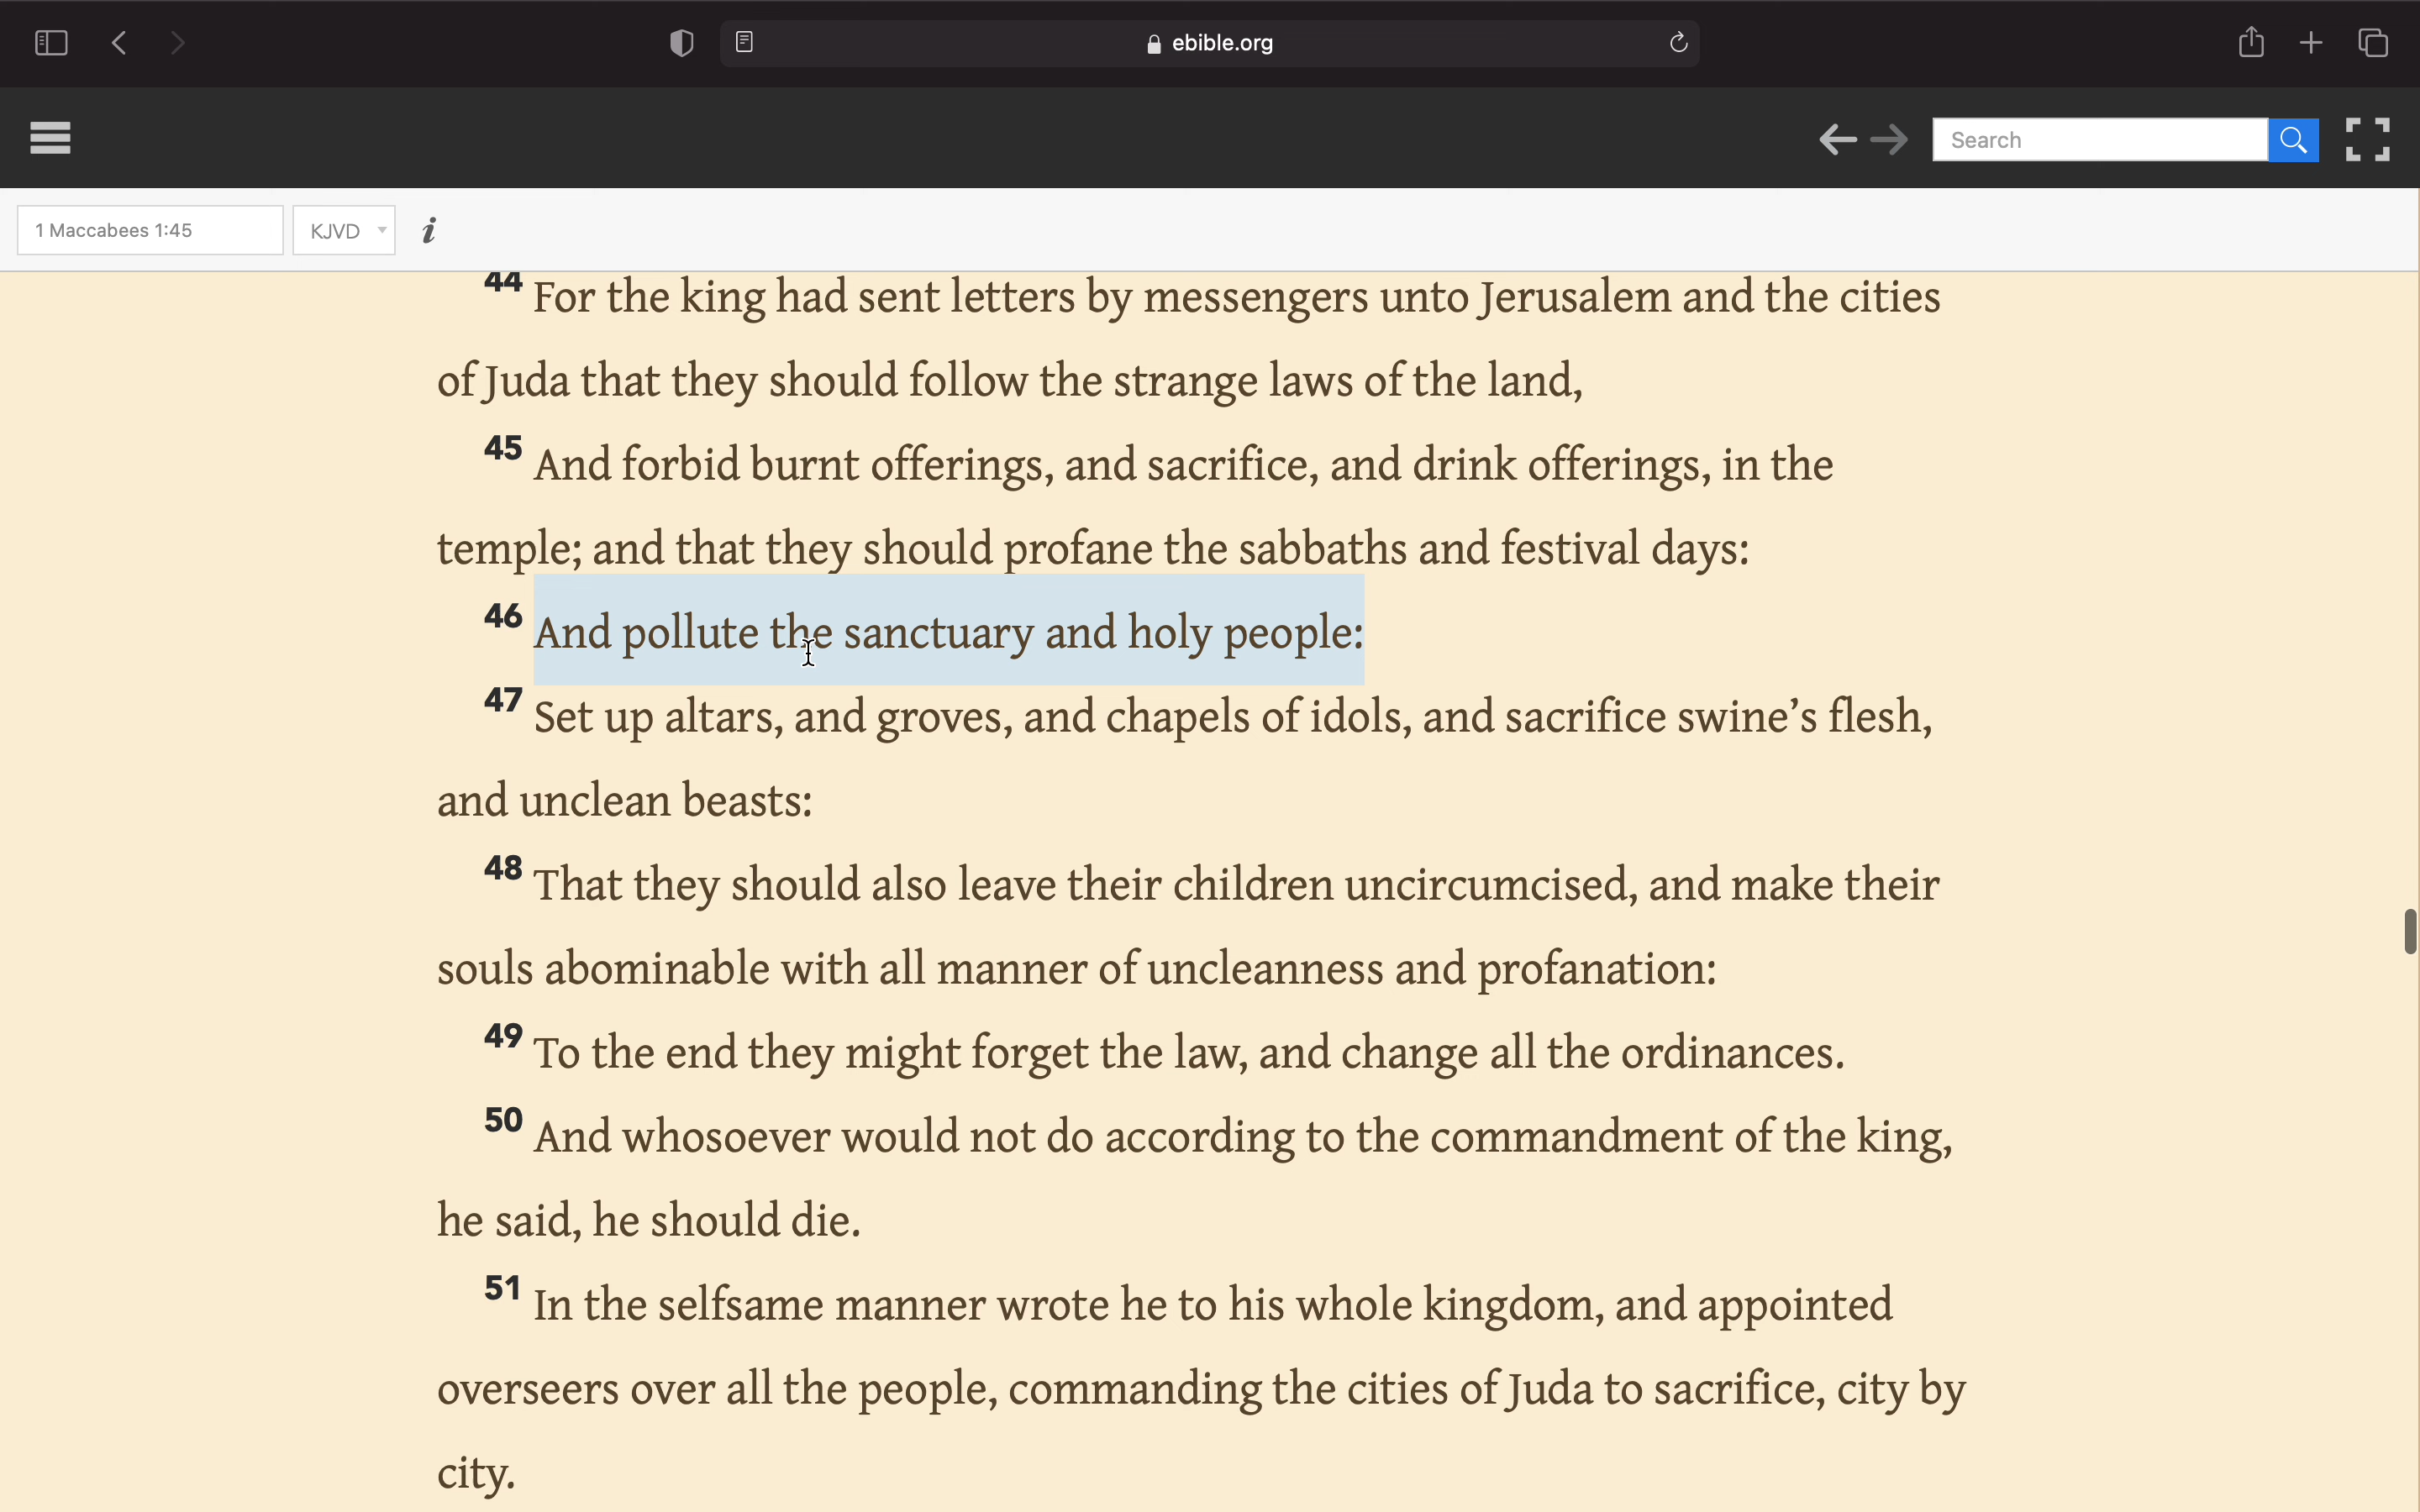 ebible.org
Search
1 Maccabees 1:45
KJVD
i
44 For the king had sent letters by messengers unto Jerusalem and the cities
of Juda that they should follow the strange laws of the land,
45 And forbid burnt offerings, and sacrifice, and drink offerings, in the
temple; and that they should profane the sabbaths and festival days:
46 And pollute the sanctuary and holy people:
47 Set up altars, and groves, and chapels of idols, and sacrifice swine’s flesh,
and unclean beasts:
48 That they should also leave their children uncircumcised, and make their
souls abominable with all manner of uncleanness and profanation:
49 To the end they might forget the law, and change all the ordinances.
50 And whosoever would not do according to the commandment of the king,
he said, he should die.
51 In the selfsame manner wrote he to his whole kingdom, and appointed
overseers over all the people, commanding the cities of Juda to sacrifice, city by
city.